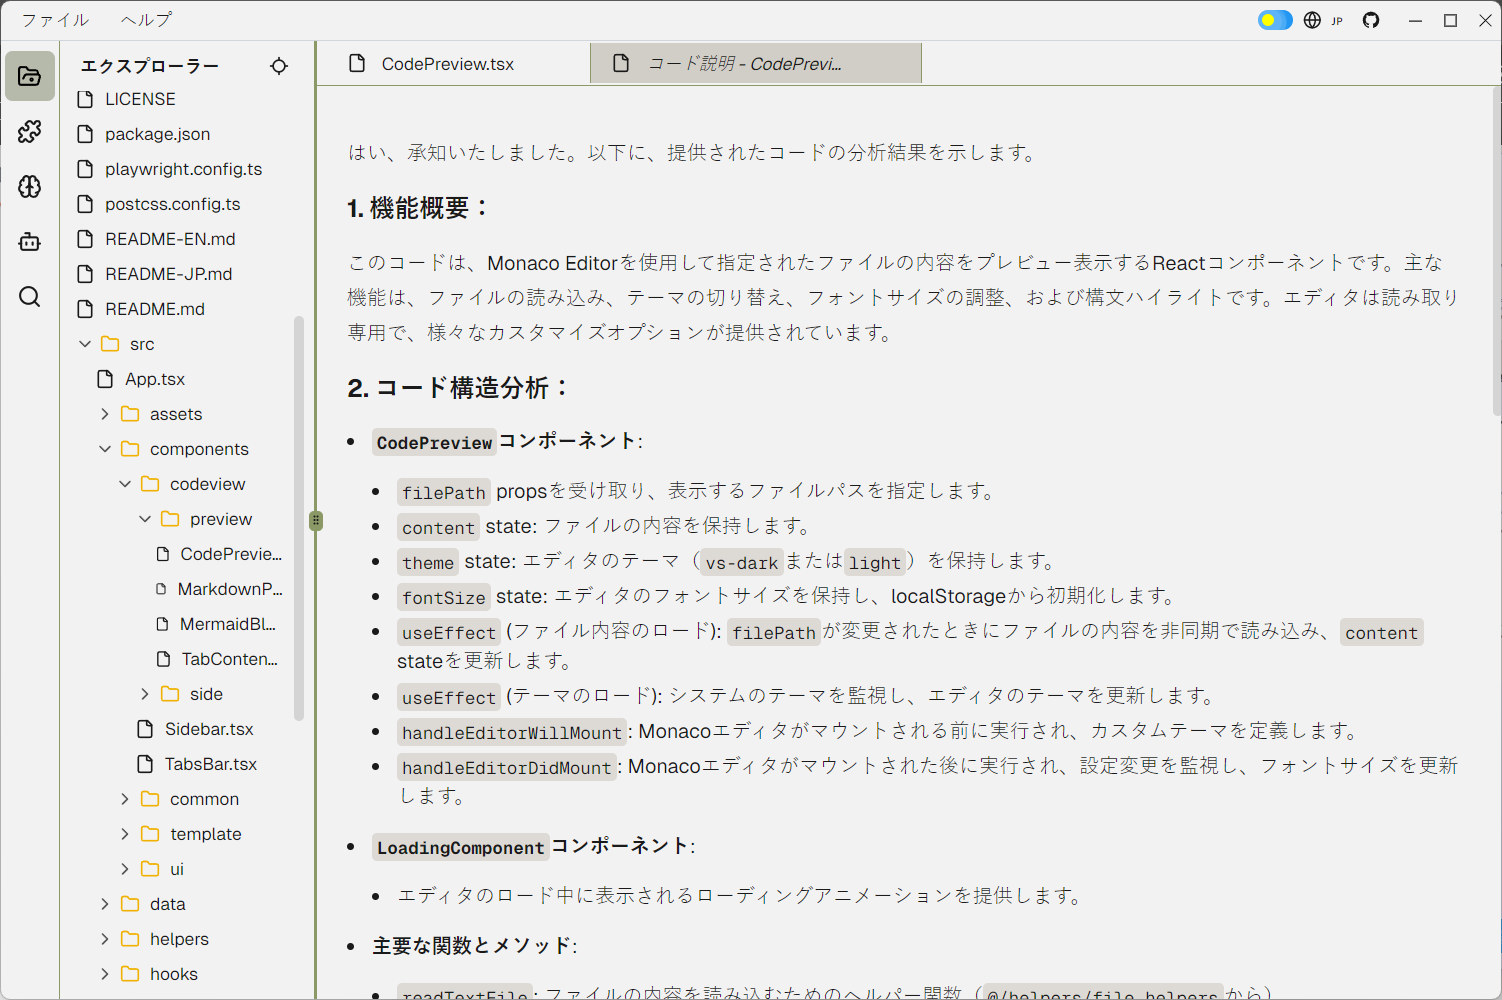 ファイル ヘルプ JP
エクスプローラー
LICENSE
package.json
playwright.config.ts
postcss.config.ts
README-EN.md
README-JP.md
README.md
src
App.tsx
assets
components
codeview
preview
CodePrevie...
MarkdownP...
MermaidBl...
TabConten...
side
Sidebar.tsx
TabsBar.tsx
common
template
ui
data
helpers
hooks
CodePreview.tsx
コード説明 - CodePrevi...
はい、承知いたしました。以下に、提供されたコードの分析結果を示します。
1. 機能概要：
このコードは、Monaco Editorを使用して指定されたファイルの内容をプレビュー表示するReactコンポーネントです。主な
機能は、ファイルの読み込み、テーマの切り替え、フォントサイズの調整、および構文ハイライトです。エディタは読み取り
専用で、様々なカスタマイズオプションが提供されています。
2. コード構造分析：
• CodePreview コンポーネント:
• filePath propsを受け取り、表示するファイルパスを指定します。
• content state: ファイルの内容を保持します。
• theme state: エディタのテーマ（ vs-dark または light ）を保持します。
• fontSize state: エディタのフォントサイズを保持し、localStorageから初期化します。
• useEffect (ファイル内容のロード): filePath が変更されたときにファイルの内容を非同期で読み込み、 content
stateを更新します。
• useEffect (テーマのロード): システムのテーマを監視し、エディタのテーマを更新します。
• handleEditorWillMount : Monacoエディタがマウントされる前に実行され、カスタムテーマを定義します。
• handleEditorDidMount : Monacoエディタがマウントされた後に実行され、設定変更を監視し、フォントサイズを更新
します。
• LoadingComponent コンポーネント:
• エディタのロード中に表示されるローディングアニメーションを提供します。
• 主要な関数とメソッド:
• readTextFile : ファイルの内容を読み込むためのヘルパー関数（ @/helpers/file_helpers から）